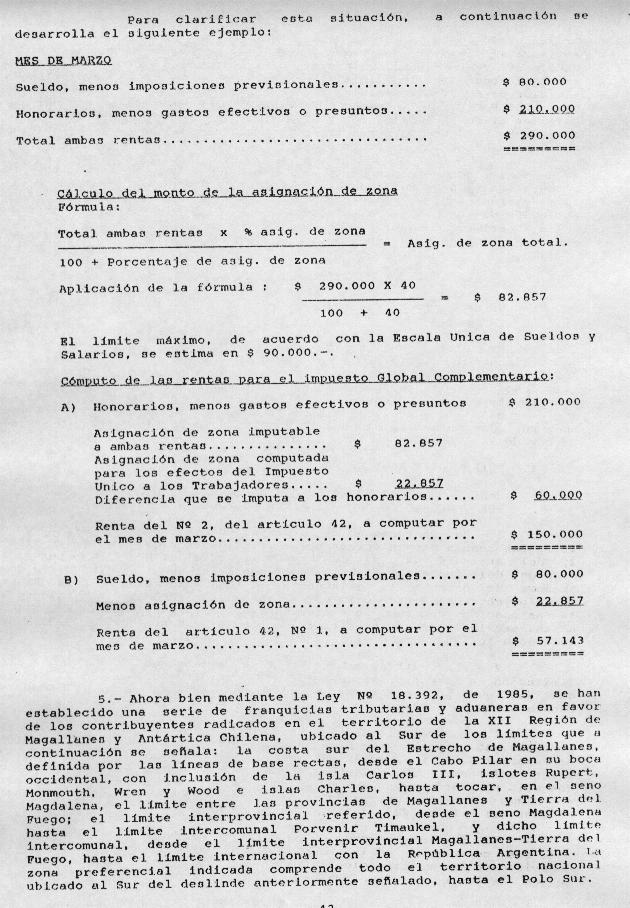 Para clarificar esta situación, a continuación se
desarrolla el siguiente ejemplo:
MES DE MARZO
Sueldo, menos imposiciones previsionales........... $ 80.000
Honorarios, menos gastos efectivos o presuntos..... $ 210.000
Total ambas rentas................................. $ 290.000
=========
Cálculo del monto de la asignación de zona
Fórmula:
Total ambas rentas x % asig. de zona
= Asig. de zona total.
100 + Porcentaje de asig. de zona
Aplicación de la fórmula : $ 290.000 X 40
= $ 82.857
100 + 40
El límite máximo, de acuerdo con la Escala Unica de Sueldos y
Salarios, se estima en $ 90.000.-.
Cómputo de las rentas para el impuesto Global Complementario:
A) Honorarios, menos gastos efectivos o presuntos $ 210.000
Asignación de zona imputable
a ambas rentas............... $ 82.857
Asignación de zona computada
para los efectos del Impuesto
Unico a los Trabajadores..... $ 22.857
Diferencia que se imputa a los honorarios...... $ 60.000
Renta del Nº 2, del artículo 42, a computar por
el mes de marzo................................ $ 150.000
=========
B) Sueldo, menos imposiciones previsionales....... $ 80.000
Menos asignación de zona....................... $ 22.857
Renta del artículo 42, Nº 1, a computar por el
mes de marzo................................... $ 57.143
=========
5.- Ahora bien mediante la Ley Nº 18.392, de 1985, se han
establecido una serie de franquicias tributarias y aduaneras en favor
de los contribuyentes radicados en el territorio de la XII Región de
Magallanes y Antártica Chilena, ubicado al Sur de los límites que a
continuación se señala: la costa sur del Estrecho de Magallanes,
definida por las líneas de base rectas, desde el Cabo Pilar en su boca
occidental, con inclusión de la isla Carlos III, islotes Rupert,
Monmouth, Wren y Wood e islas Charles, hasta tocar, en el seno
Magdalena, el límite entre las provincias de Magallanes y Tierra del
Fuego; el límite interprovincial referido, desde el seno Magdalena
hasta el límite intercomunal Porvenir Timaukel, y dicho límite
intercomunal, desde el límite interprovincial Magallanes-Tierra del
Fuego, hasta el límite internacional con la República Argentina. La
zona preferencial indicada comprende todo el territorio nacional
ubicado al Sur del deslinde anteriormente señalado, hasta el Polo Sur.